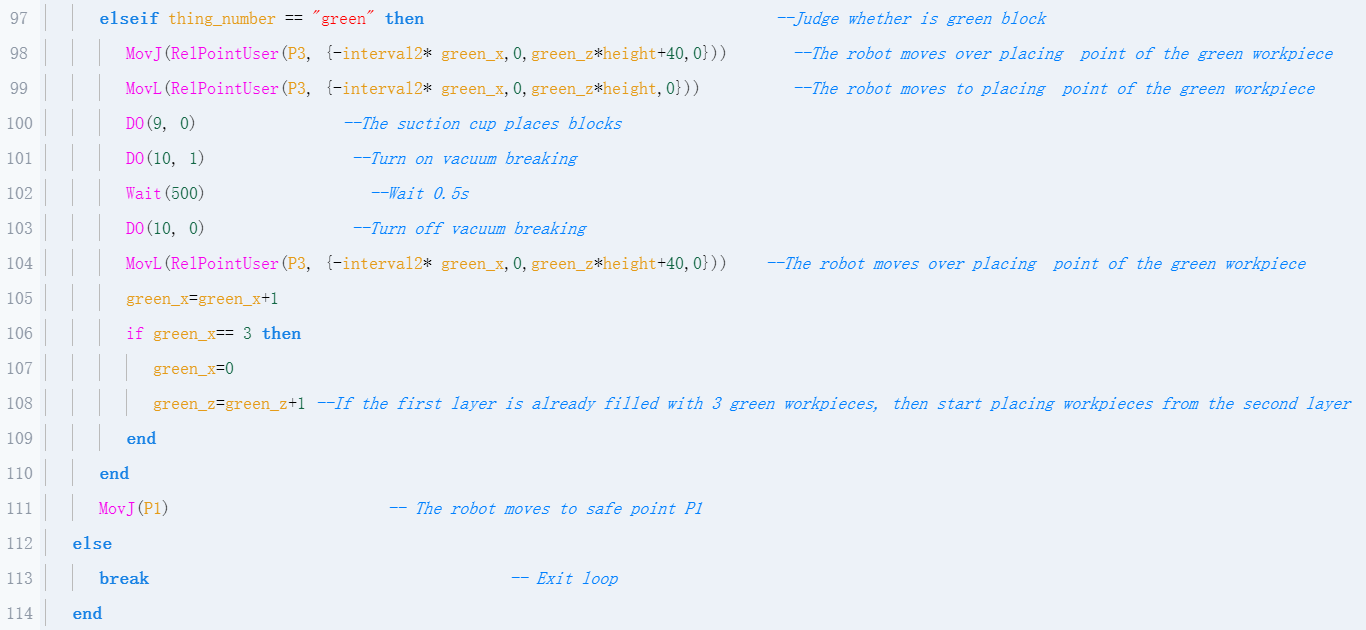 97 elseif thing_number == "green" then --Judge whether is green block
98 MovJ(RelPointUser(P3, {-interval2* green_x,0,green_z*height+40,0})) --The robot moves over placing point of the green workpiece
99 MovL(RelPointUser(P3, {-interval2* green_x,0,green_z*height,0})) --The robot moves to placing point of the green workpiece
100 DO(9, 0) --The suction cup places blocks
101 DO(10, 1) --Turn on vacuum breaking
102 Wait(500) --Wait 0.5s
103 DO(10, 0) --Turn off vacuum breaking
104 MovL(RelPointUser(P3, {-interval2* green_x,0,green_z*height+40,0})) --The robot moves over placing point of the green workpiece
105 green_x=green_x+1
106 if green_x== 3 then
107 green_x=0
108 green_z=green_z+1 --If the first layer is already filled with 3 green workpieces, then start placing workpieces from the second layer
109 end
110 end
111 MovJ(P1) -- The robot moves to safe point P1
112 else
113 break -- Exit loop
114 end